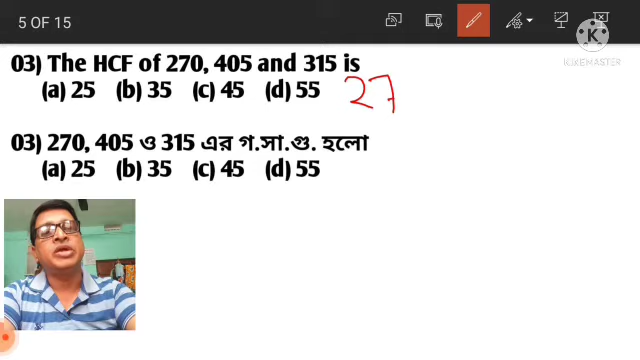 5 OF 15
K
KINEMASTER
03) The HCF of 270, 405 and 315 is
(a) 25 (b) 35 (c) 45 (d) 55 27
03) 270, 405 ও 315 এর গ.সা.গু. হলো
(a) 25 (b) 35 (c) 45 (d) 55